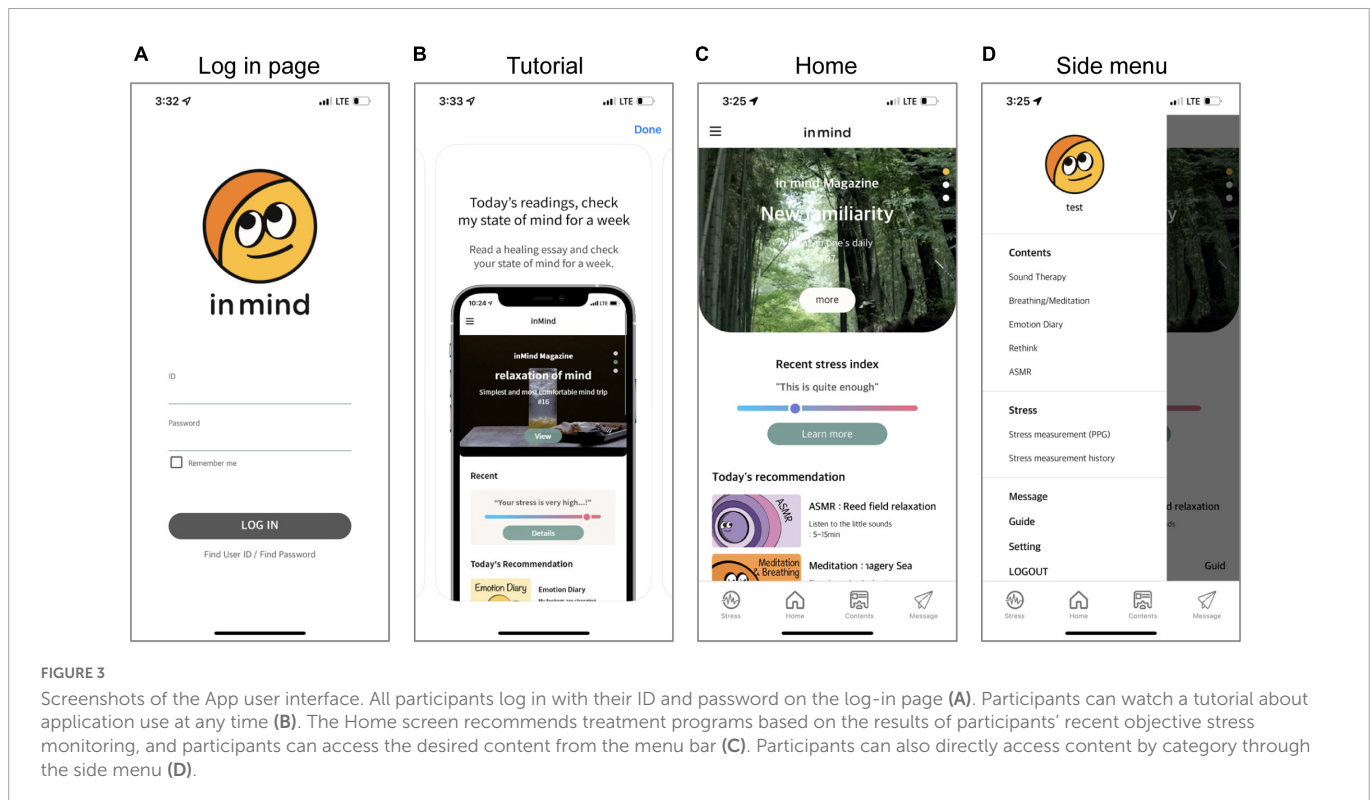 A
Log in page
3:32
LTE
in mind
ID
Password
Remember me
LOG IN
Find User ID / Find Password
B
Tutorial
3:33
LTE
Done
Today's readings, check
my state of mind for a week
Read a healing essay and check
your state of mind for a week.
10:24
LTE
inMind
inMind Magazine
relaxation of mind
Simplest and most comfortable mind trip
#16
View
Recent
"Your stress is very high...!"
Details
Today's Recommendation
Emotion Diary
Emotion Diary
C
Home
3:25
LTE
in mind
in mind Magazine
New familiarity
one's daily
more
Recent stress index
"This is quite enough"
Learn more
Today's recommendation
ASMR
ASMR : Reed field relaxation
Listen to the little sounds
: 5~15min
Meditation
& Breathing
Meditation : nagery Sea
Stress
Home
Contents
Message
D
Side menu
3:25
LTE
test
Contents
Sound Therapy
Breathing/Meditation
Emotion Diary
Rethink
ASMR
Stress
Stress measurement (PPG)
Stress measurement history
Message
Guide
Setting
LOGOUT
y
d relaxation
ds
Guid
Stress
Home
Contents
Message
FIGURE 3
Screenshots of the App user interface. All participants log in with their ID and password on the log-in page (A). Participants can watch a tutorial about
application use at any time (B). The Home screen recommends treatment programs based on the results of participants' recent objective stress
monitoring, and participants can access the desired content from the menu bar (C). Participants can also directly access content by category through
the side menu (D).